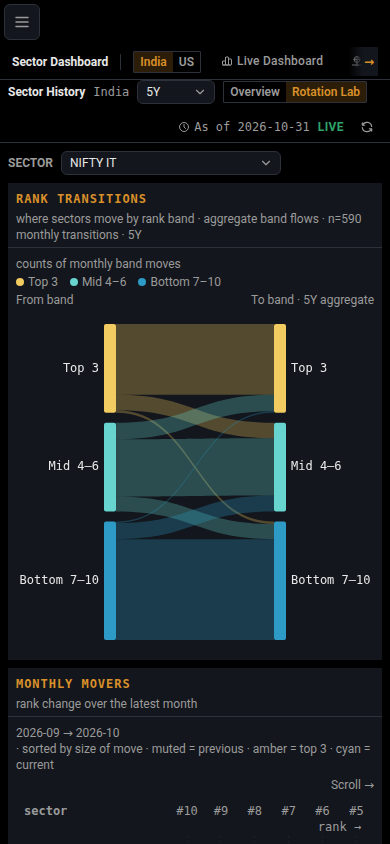 Sector Dashboard India US Live Dashboard →
Sector History India 5Y Overview Rotation Lab
As of 2026-10-31 LIVE
SECTOR NIFTY IT
RANK TRANSITIONS
where sectors move by rank band · aggregate band flows · n=590
monthly transitions · 5Y
counts of monthly band moves
Top 3 Mid 4–6 Bottom 7–10
From band To band · 5Y aggregate
Top 3 Top 3
Mid 4–6 Mid 4–6
Bottom 7–10 Bottom 7–10
MONTHLY MOVERS
rank change over the latest month
2026-09 → 2026-10
· sorted by size of move · muted = previous · amber = top 3 · cyan =
current
Scroll →
sector #10 #9 #8 #7 #6 #5
rank →